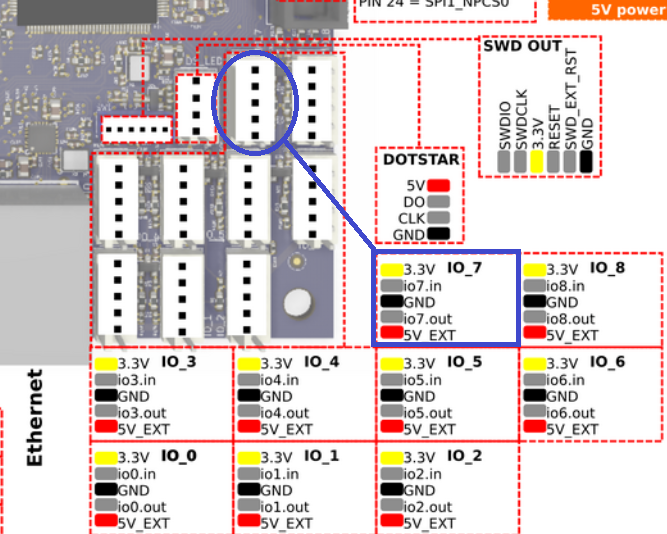 PIN 24 = SPI1_NPCS0
5V power
SWD OUT
SWDIO
SWDCLK
3.3V
RESET
SWD_EXT_RST
GND
DOTSTAR
5V
DO
CLK
GND
3.3V IO_7
io7.in
GND
io7.out
5V_EXT
3.3V IO_8
io8.in
GND
io8.out
5V_EXT
Ethernet
3.3V IO_3
io3.in
GND
io3.out
5V_EXT
3.3V IO_4
io4.in
GND
io4.out
5V_EXT
3.3V IO_5
io5.in
GND
io5.out
5V_EXT
3.3V IO_6
io6.in
GND
io6.out
5V_EXT
3.3V IO_0
io0.in
GND
io0.out
5V_EXT
3.3V IO_1
io1.in
GND
io1.out
5V_EXT
3.3V IO_2
io2.in
GND
io2.out
5V_EXT